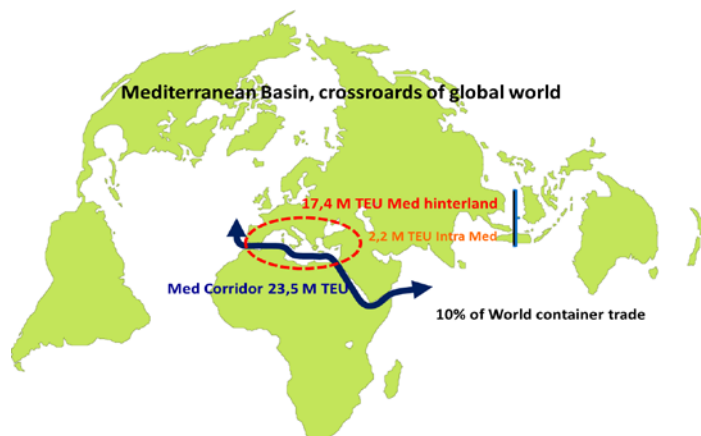 Mediterranean Basin, crossroards of global world
17,4 M TEU Med hinterland
2,2 M TEU Intra Med
Med Corridor 23,5 M TEU
10% of World container trade